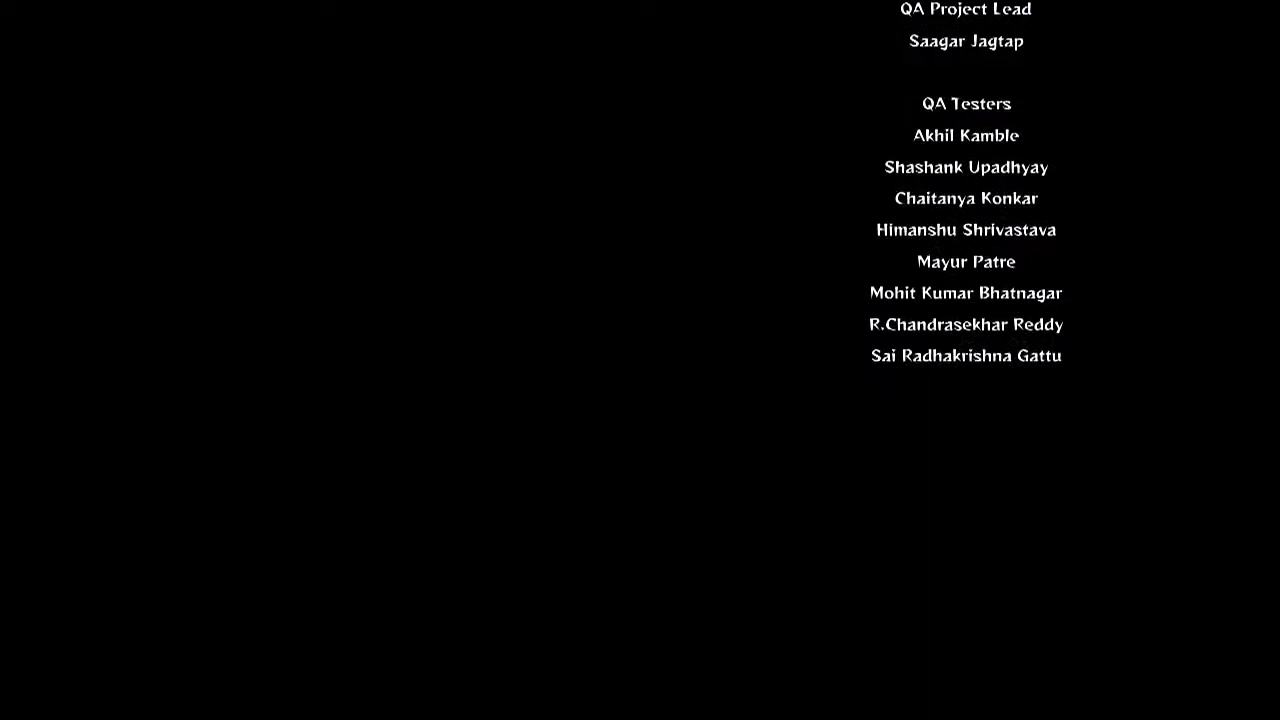 QA Project Lead
Saagar Jagtap
QA Testers
Akhil Kamble
Shashank Upadhyay
Chaitanya Konkar
Himanshu Shrivastava
Mayur Patre
Mohit Kumar Bhatnagar
R.Chandrasekhar Reddy
Sai Radhakrishna Gattu